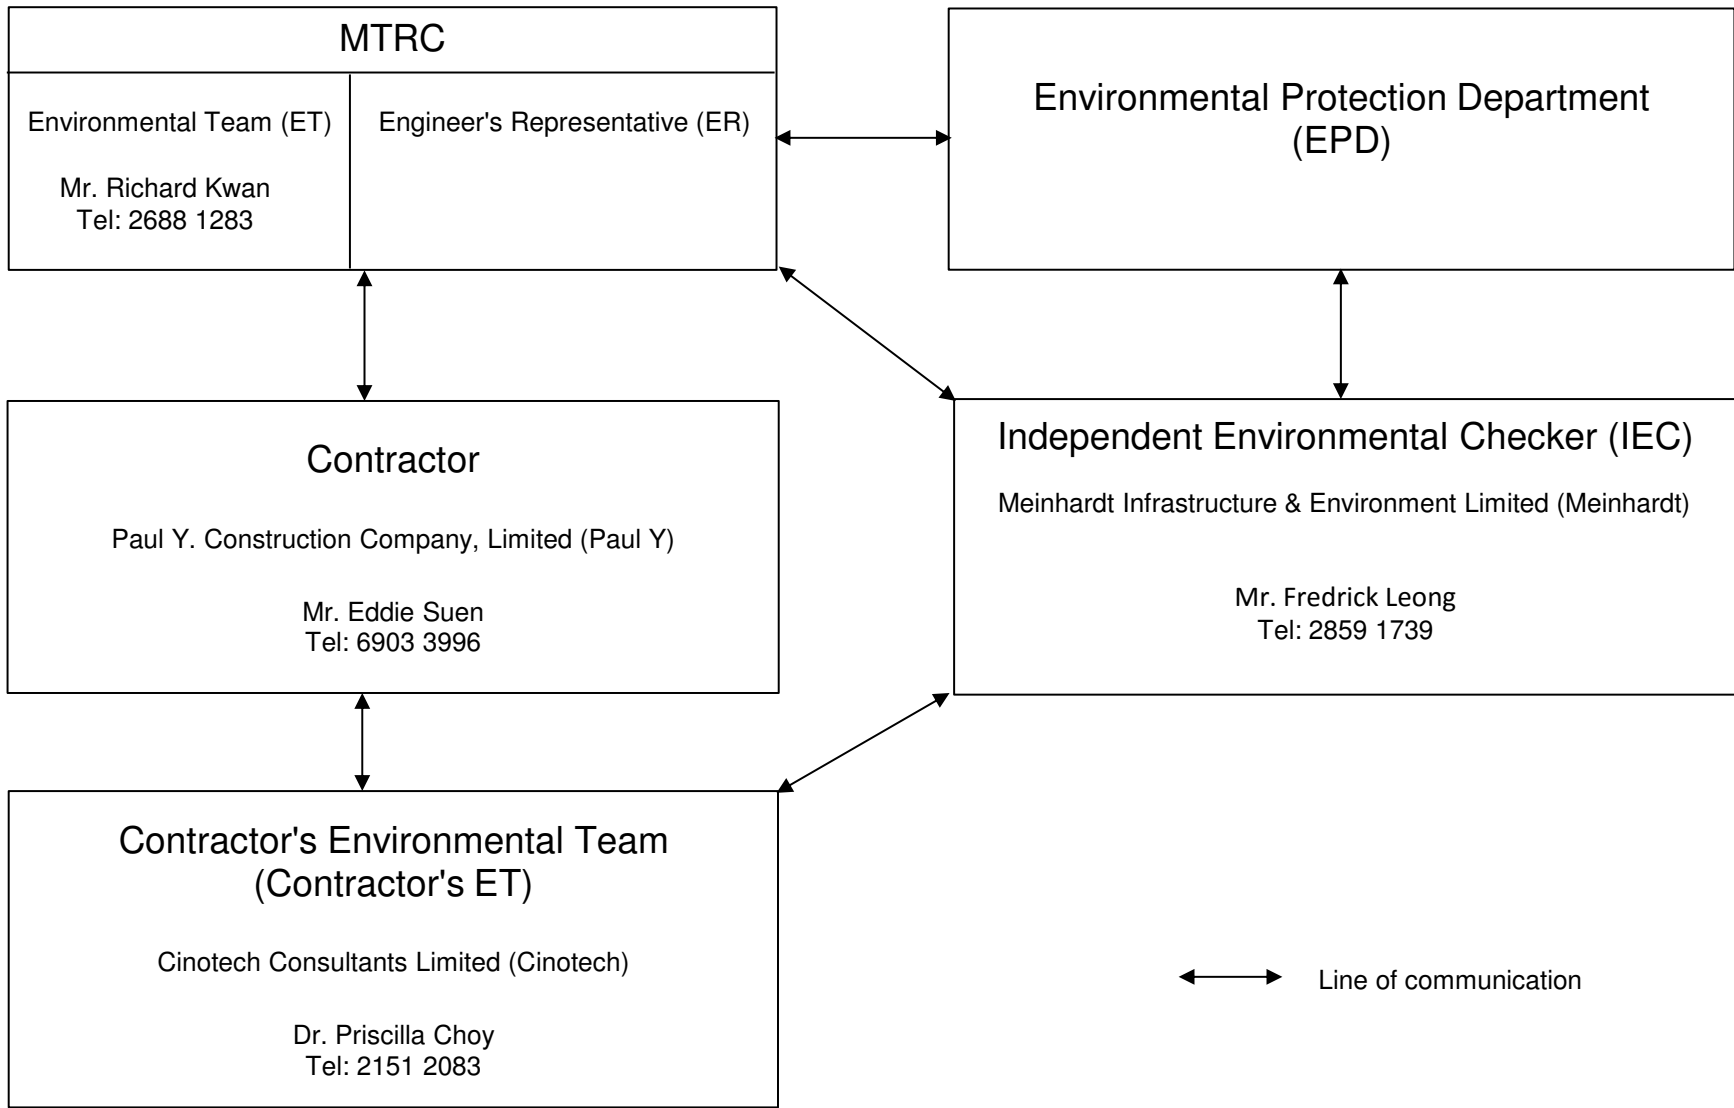 MTRC
Environmental Team (ET)
Mr. Richard Kwan
Tel: 2688 1283
Engineer's Representative (ER)
Environmental Protection Department
(EPD)
Contractor
Paul Y. Construction Company, Limited (Paul Y)
Mr. Eddie Suen
Tel: 6903 3996
Independent Environmental Checker (IEC)
Meinhardt Infrastructure & Environment Limited (Meinhardt)
Mr. Fredrick Leong
Tel: 2859 1739
Contractor's Environmental Team
(Contractor's ET)
Cinotech Consultants Limited (Cinotech)
Dr. Priscilla Choy
Tel: 2151 2083
Line of communication